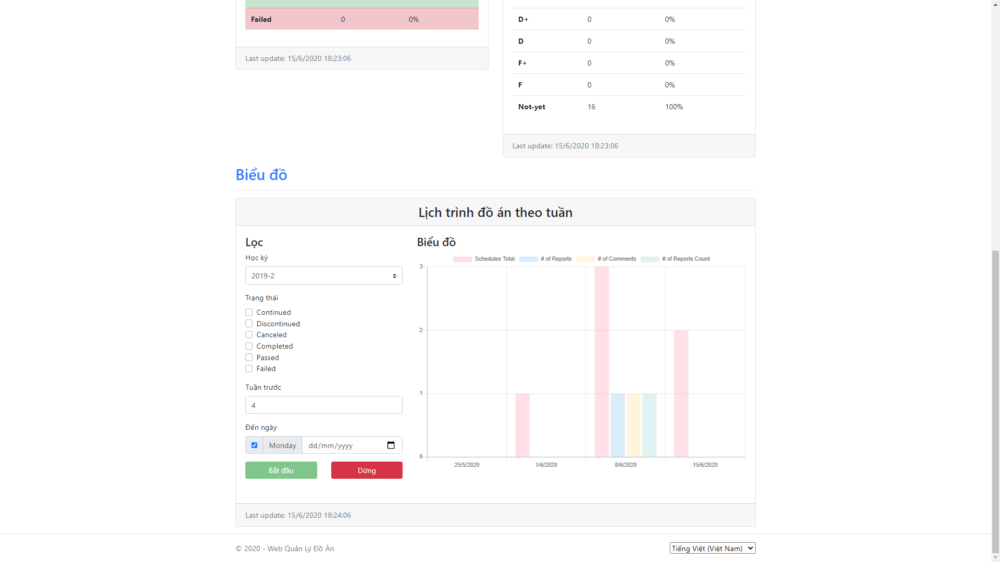 Failed 0 0%
Last update: 15/6/2020 18:23:06
D+ 0 0%
D 0 0%
F+ 0 0%
F 0 0%
Not-yet 16 100%
Last update: 15/6/2020 18:23:06
Biểu đồ
Lịch trình đồ án theo tuần
Lọc
Học kỳ
2019-2
Trạng thái
Continued
Discontinued
Canceled
Completed
Passed
Failed
Tuần trước
4
Đến ngày
Monday dd/mm/yyyy
Bắt đầu Dừng
Biểu đồ
Schedules Total # of Reports # of Comments # of Reports Count
3
2
1
0
25/5/2020 1/6/2020 8/6/2020 15/6/2020
Last update: 15/6/2020 18:24:06
© 2020 - Web Quản Lý Đồ Án
Tiếng Việt (Việt Nam)